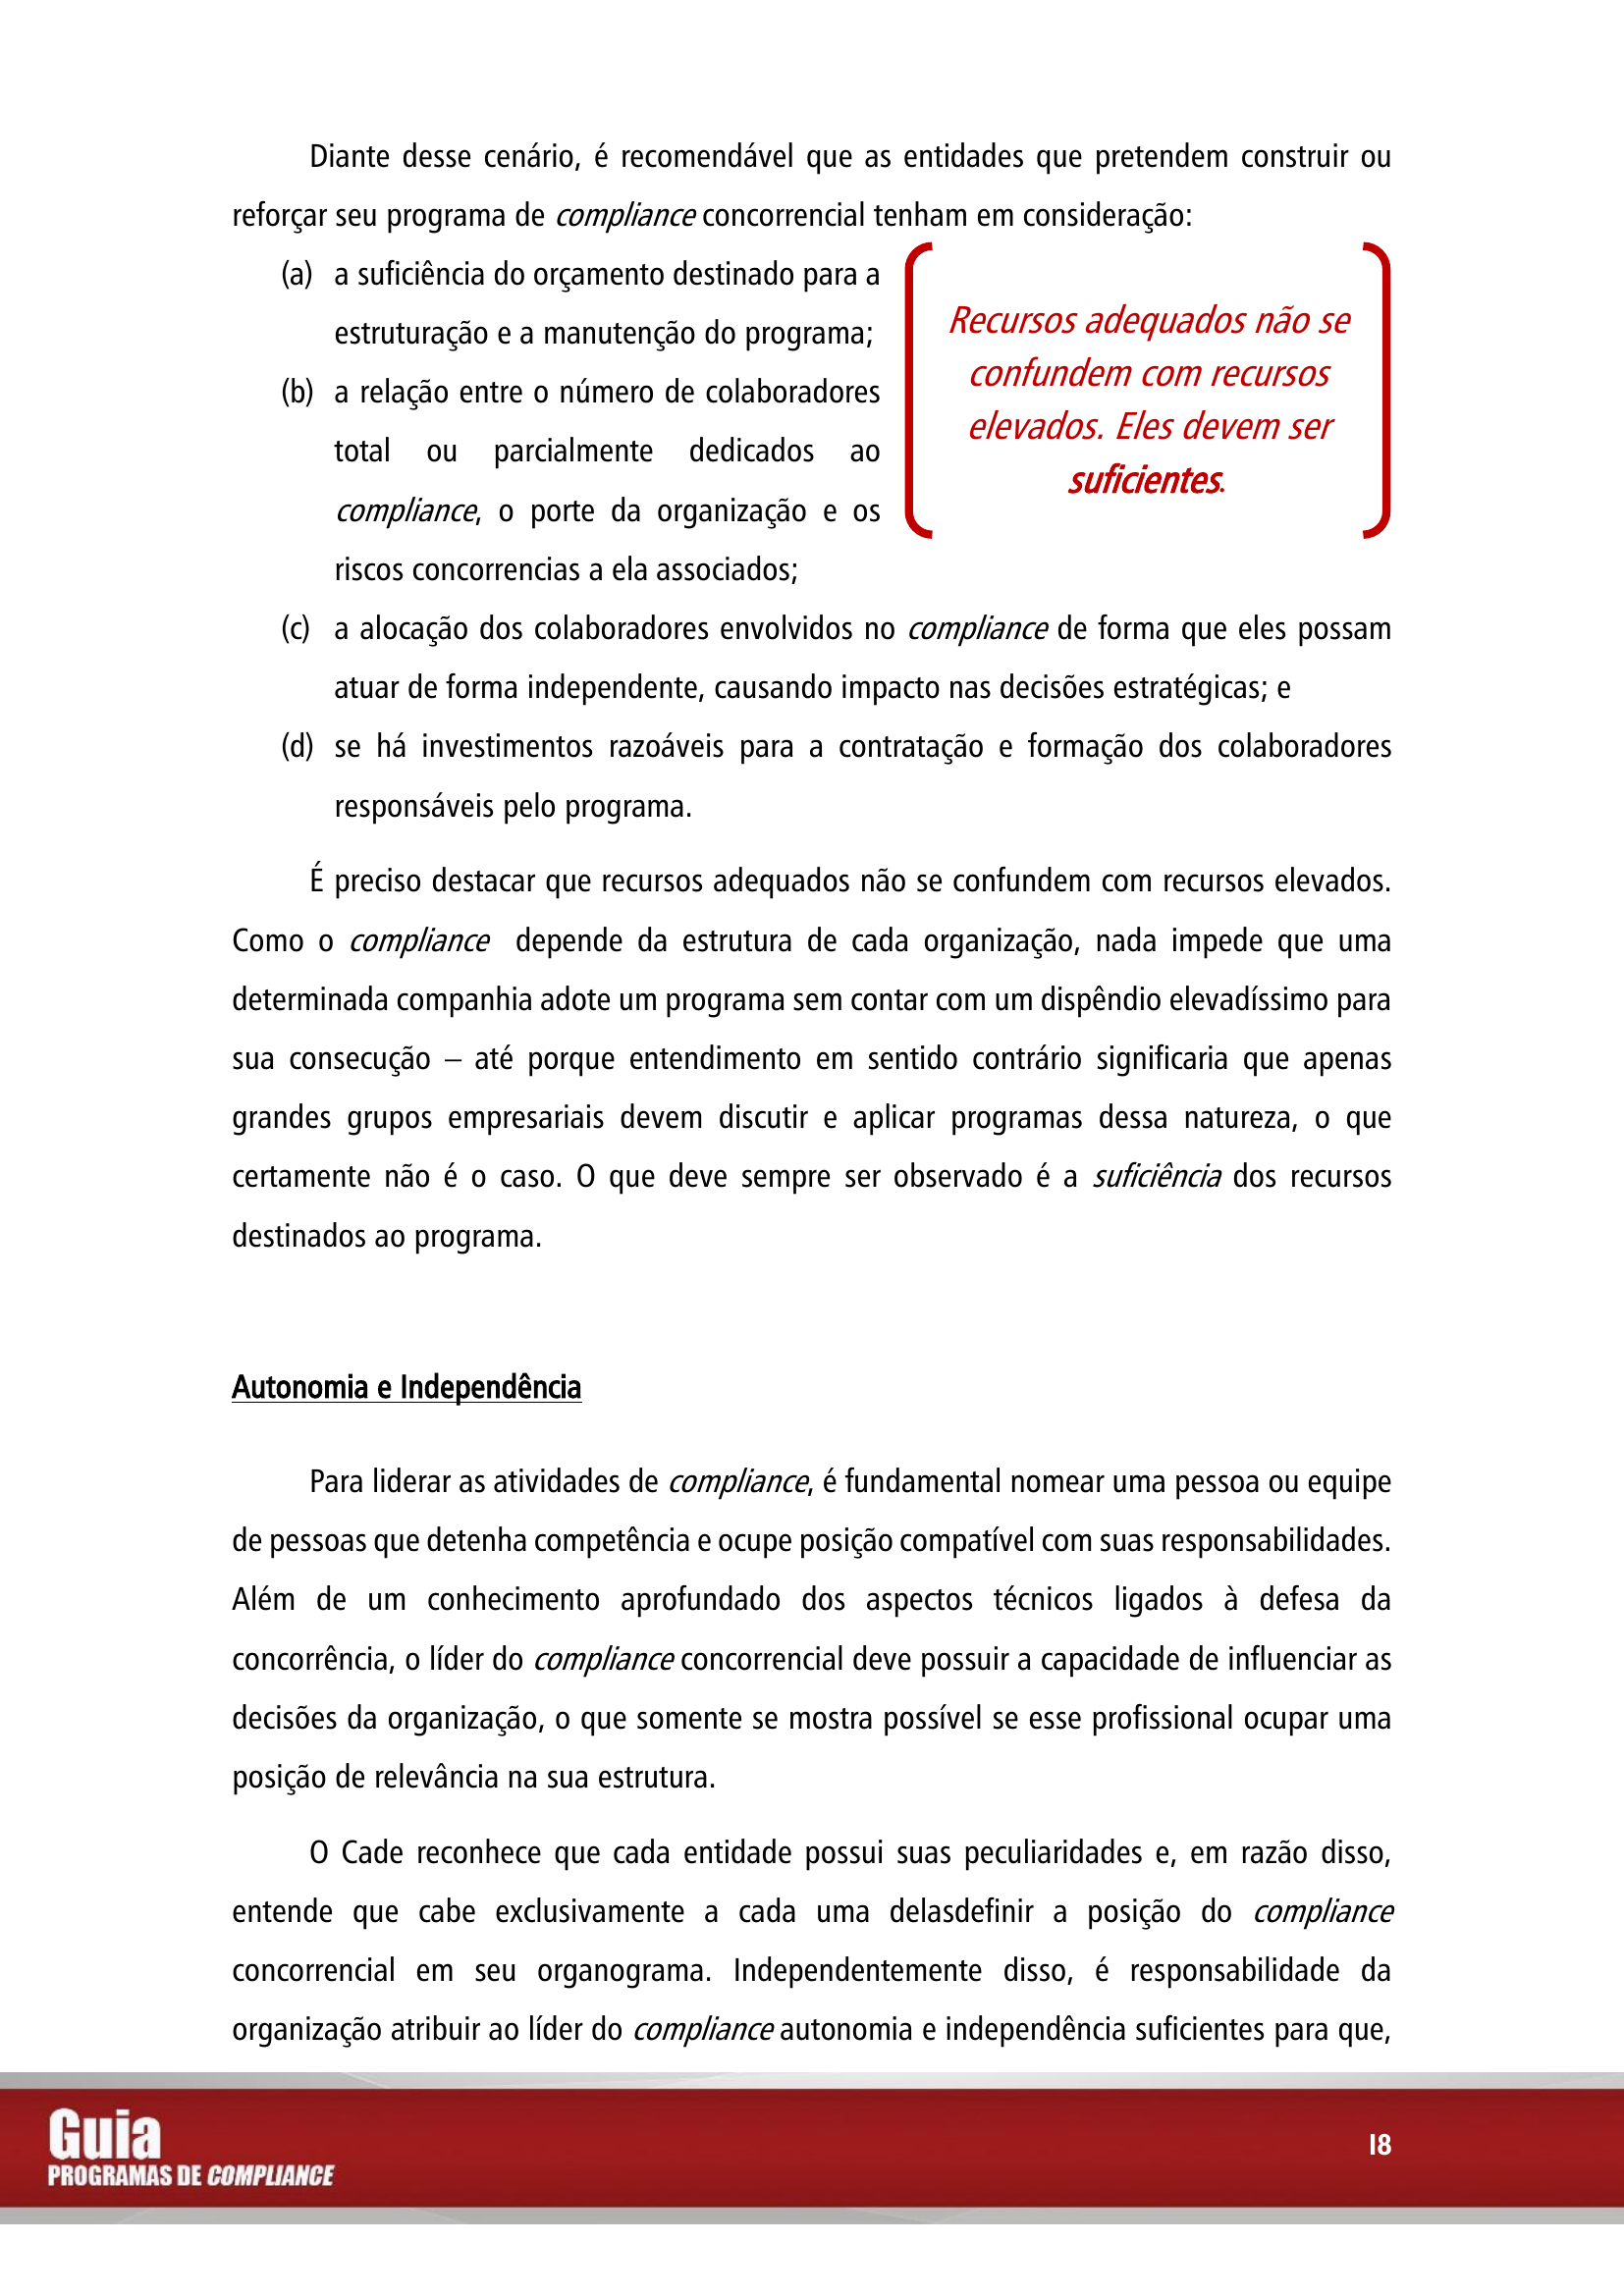 Diante desse cenário, é recomendável que as entidades que pretendem construir ou
reforçar seu programa de compliance concorrencial tenham em consideração:
(a) a suficiência do orçamento destinado para a
estruturação e a manutenção do programa;
(b) a relação entre o número de colaboradores
total ou parcialmente dedicados ao
compliance, o porte da organização e os
riscos concorrencias a ela associados;
Recursos adequados não se
confundem com recursos
elevados. Eles devem ser
suficientes.
(c) a alocação dos colaboradores envolvidos no compliance de forma que eles possam
atuar de forma independente, causando impacto nas decisões estratégicas; e
(d) se há investimentos razoáveis para a contratação e formação dos colaboradores
responsáveis pelo programa.
É preciso destacar que recursos adequados não se confundem com recursos elevados.
Como o compliance depende da estrutura de cada organização, nada impede que uma
determinada companhia adote um programa sem contar com um dispêndio elevadíssimo para
sua consecução – até porque entendimento em sentido contrário significaria que apenas
grandes grupos empresariais devem discutir e aplicar programas dessa natureza, o que
certamente não é o caso. O que deve sempre ser observado é a suficiência dos recursos
destinados ao programa.
Autonomia e Independência
Para liderar as atividades de compliance, é fundamental nomear uma pessoa ou equipe
de pessoas que detenha competência e ocupe posição compatível com suas responsabilidades.
Além de um conhecimento aprofundado dos aspectos técnicos ligados à defesa da
concorrência, o líder do compliance concorrencial deve possuir a capacidade de influenciar as
decisões da organização, o que somente se mostra possível se esse profissional ocupar uma
posição de relevância na sua estrutura.
O Cade reconhece que cada entidade possui suas peculiaridades e, em razão disso,
entende que cabe exclusivamente a cada uma delasdefinir a posição do compliance
concorrencial em seu organograma. Independentemente disso, é responsabilidade da
organização atribuir ao líder do compliance autonomia e independência suficientes para que,
Guia
PROGRAMAS DE COMPLIANCE
I8